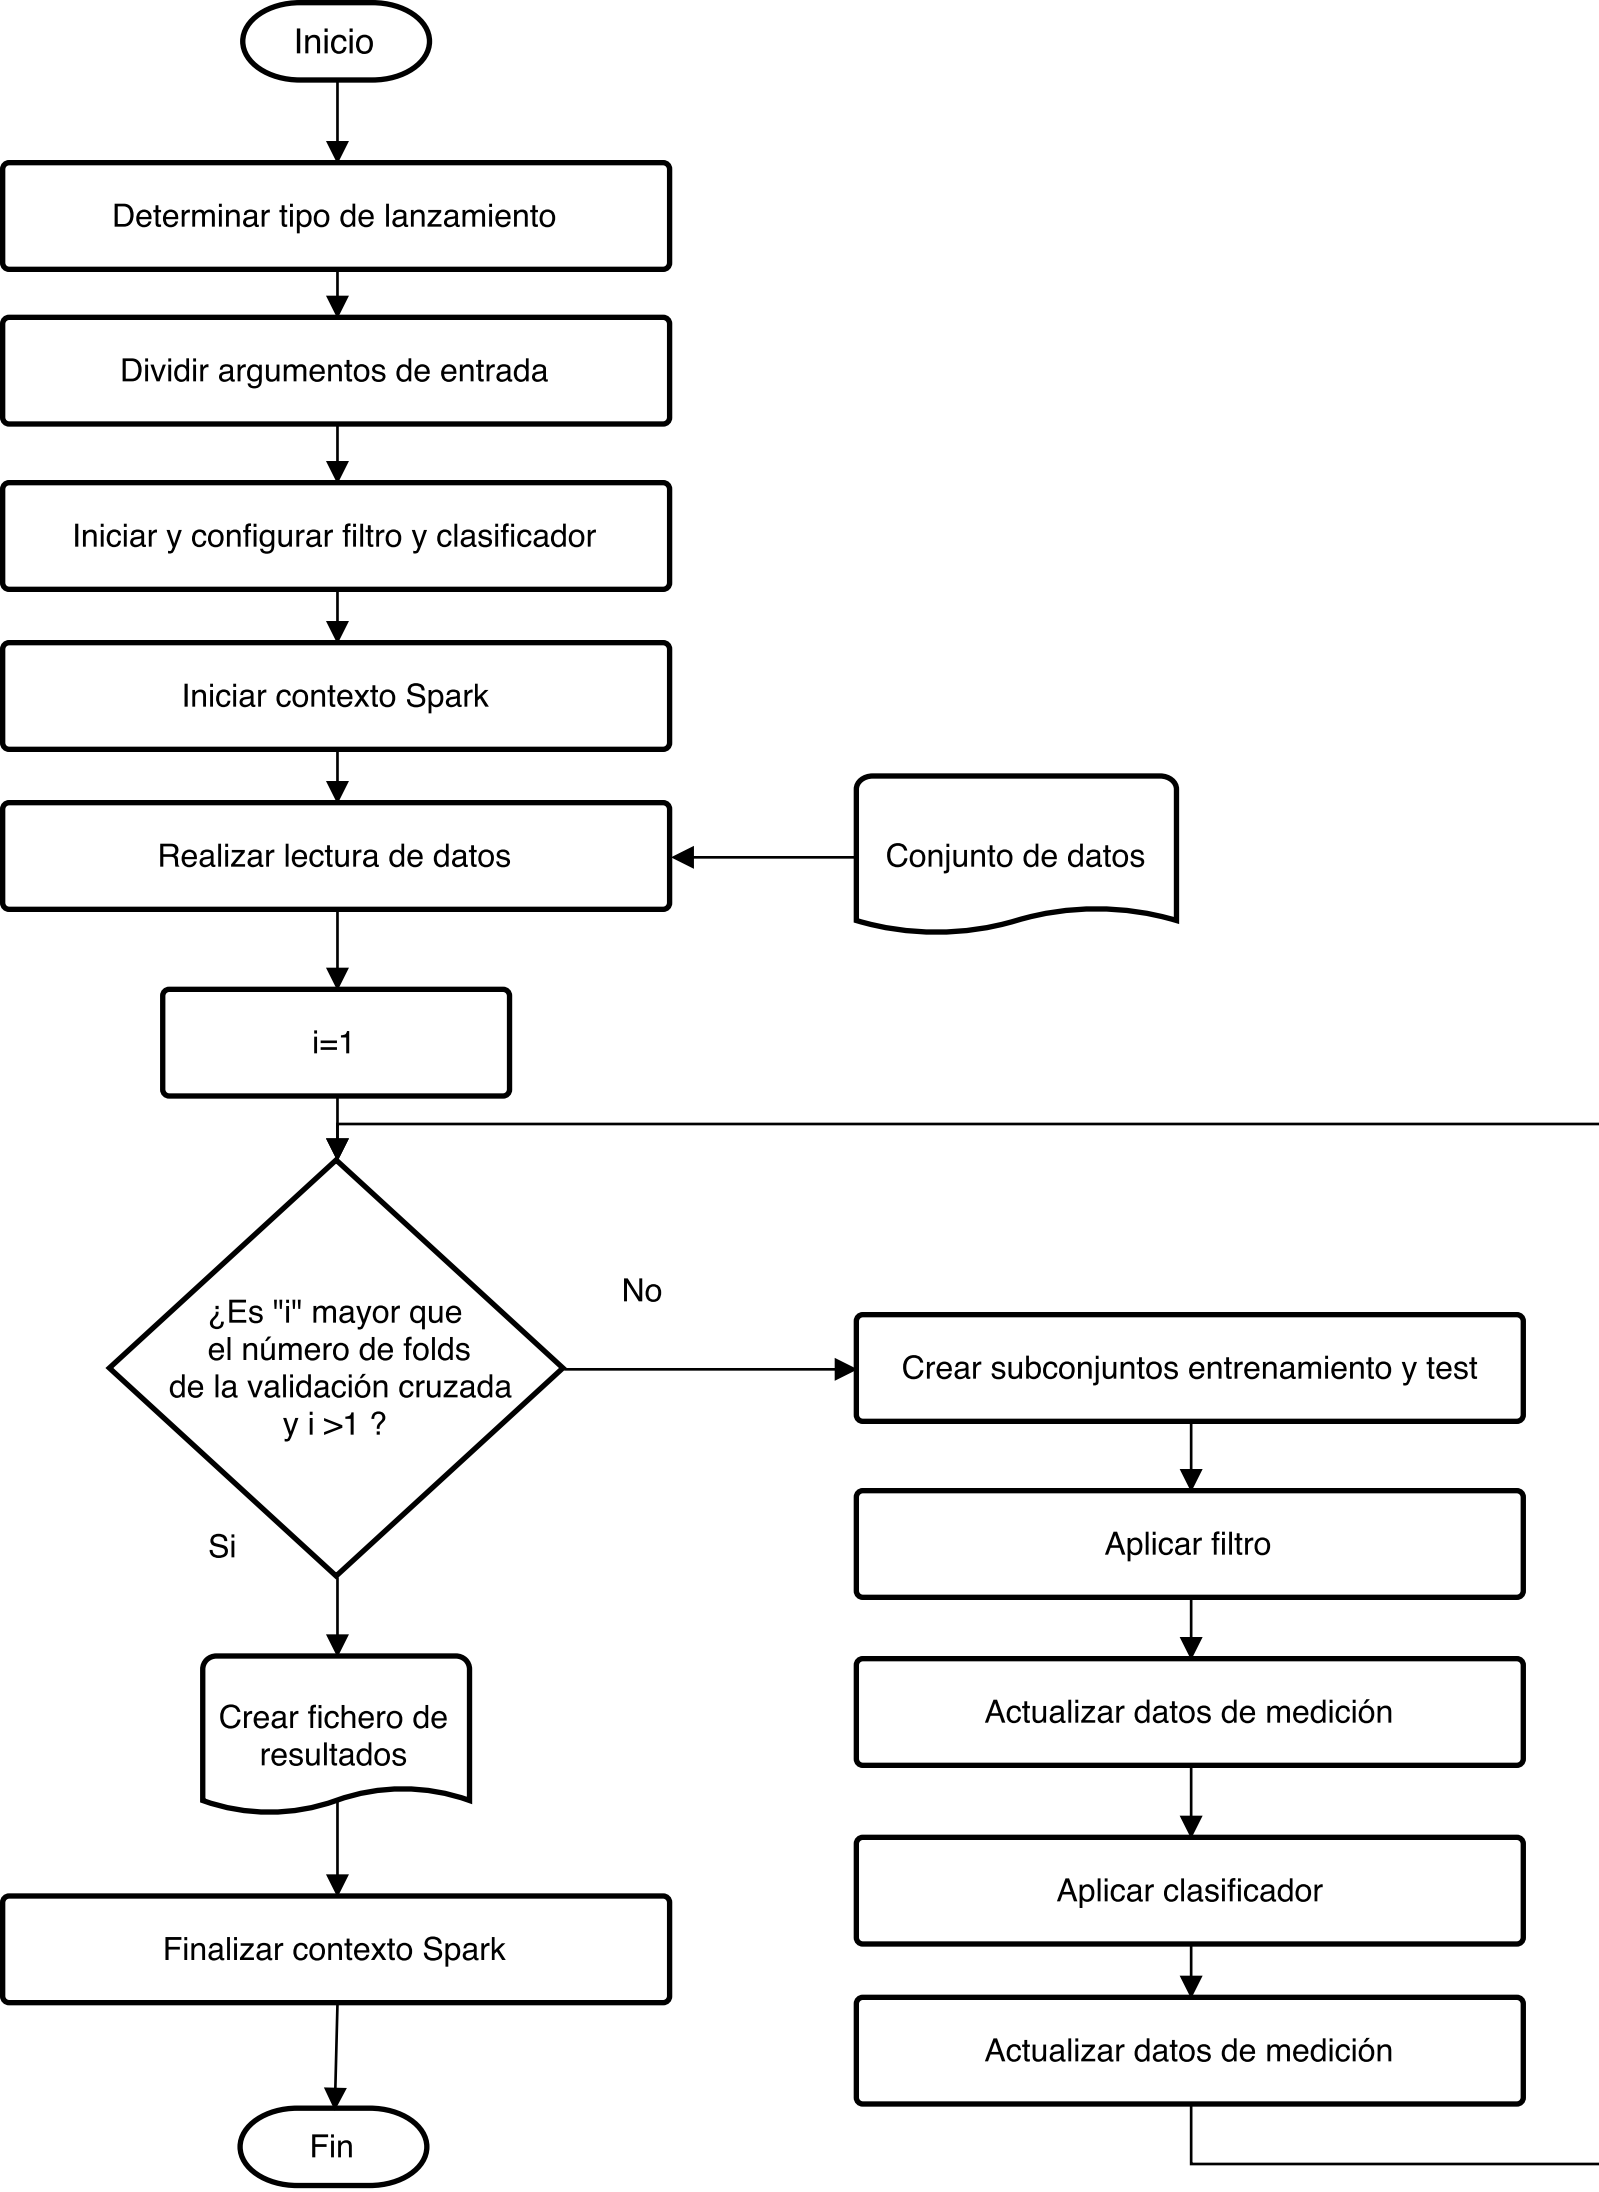 Inicio
Determinar tipo de lanzamiento
Dividir argumentos de entrada
Iniciar y configurar filtro y clasificador
Iniciar contexto Spark
Realizar lectura de datos
Conjunto de datos
i=1
¿Es "i" mayor que
el número de folds
de la validación cruzada
y i >1 ?
No
Si
Crear subconjuntos entrenamiento y test
Aplicar filtro
Actualizar datos de medición
Aplicar clasificador
Actualizar datos de medición
Crear fichero de
resultados
Finalizar contexto Spark
Fin